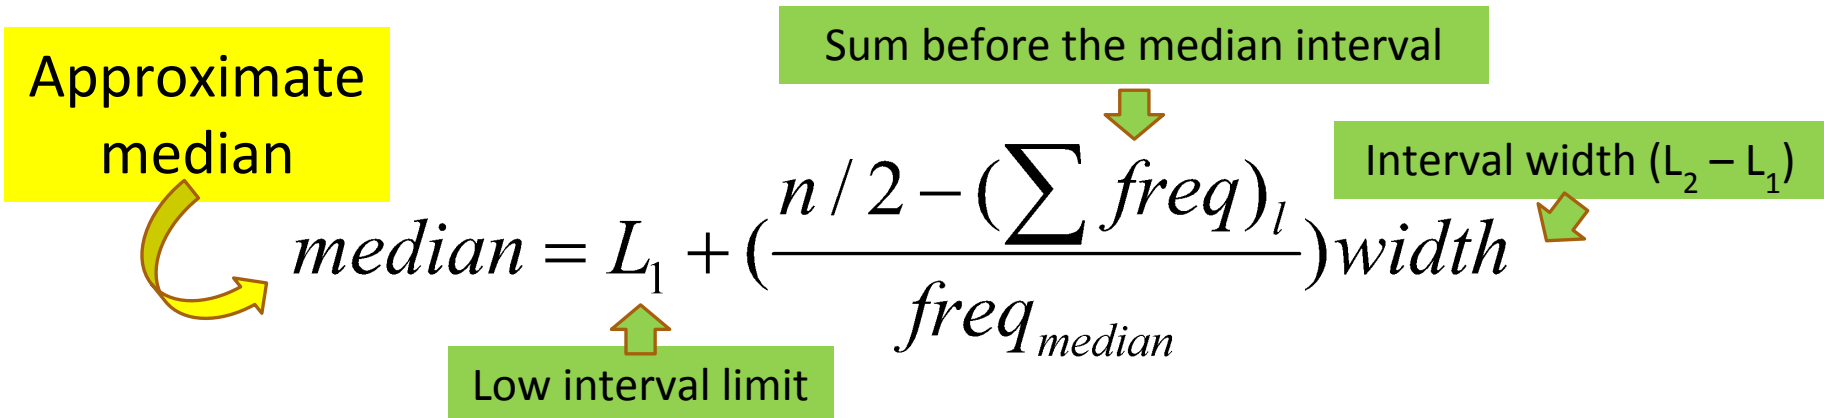 Approximate
median
Sum before the median interval
Interval width (L₂ – L₁)
median = L₁ + ( (n / 2 − (∑ freq)ₗ) / freq_median ) width
Low interval limit